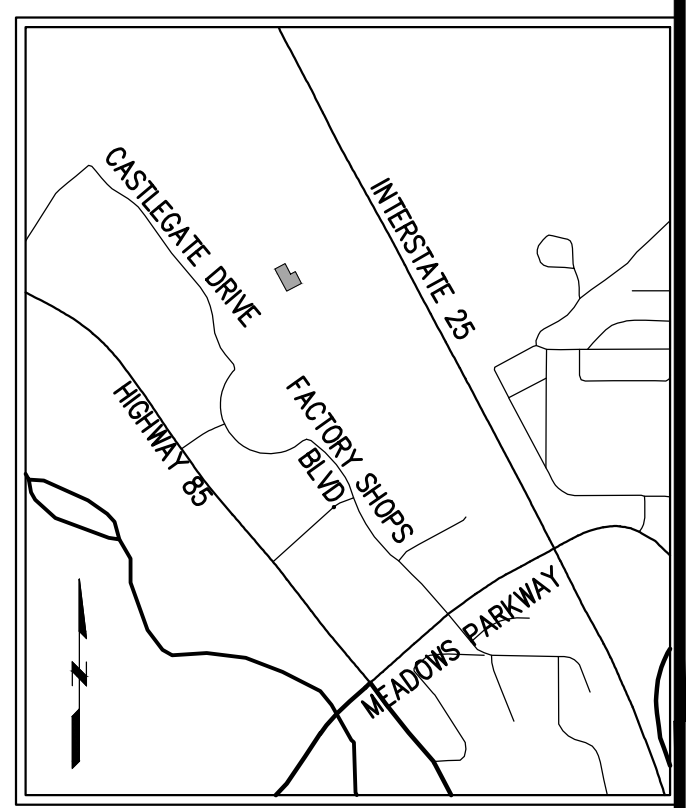 CASTLEGATE DRIVE
INTERSTATE 25
HIGHWAY 85
FACTORY SHOPS
BLVD
MEADOWS PARKWAY
N